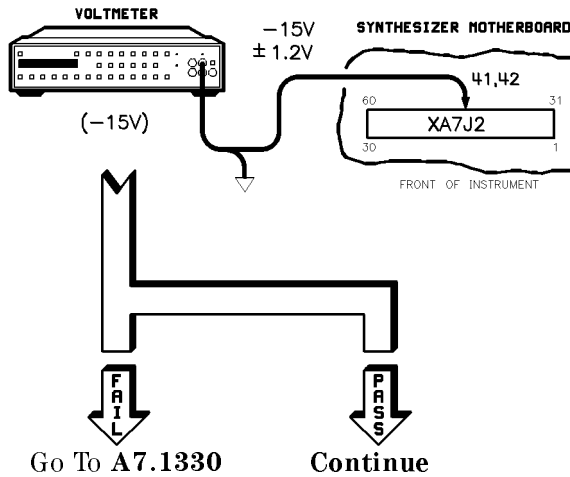 VOLTMETER
−15V
± 1.2V
SYNTHESIZER MOTHERBOARD
41,42
60
31
(−15V)
XA7J2
30
1
FRONT OF INSTRUMENT
FAIL
PASS
Go To A7.1330
Continue